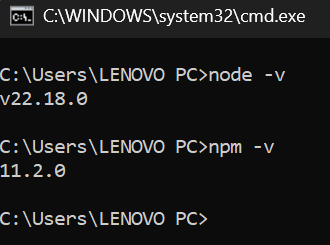 C:\WINDOWS\system32\cmd.exe
C:\Users\LENOVO PC>node -v
v22.18.0
C:\Users\LENOVO PC>npm -v
11.2.0
C:\Users\LENOVO PC>